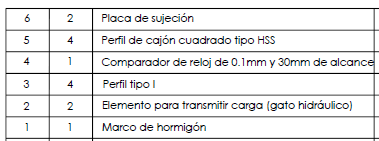 6 2 Placa de sujeción
5 4 Perfil de cajón cuadrado tipo HSS
4 1 Comparador de reloj de 0.1mm y 30mm de alcance
3 4 Perfil tipo I
2 2 Elemento para transmitir carga (gato hidráulico)
1 1 Marco de hormigón